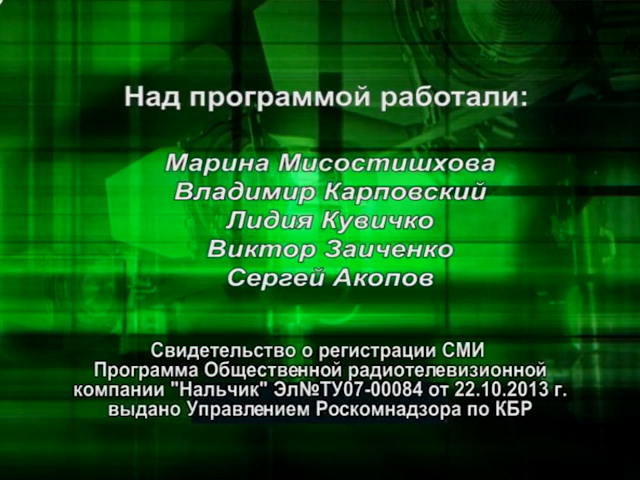 Над программой работали:
Марина Мисостишхова
Владимир Карповский
Лидия Кувичко
Виктор Заиченко
Сергей Акопов
Свидетельство о регистрации СМИ
Программа Общественной радиотелевизионной
компании "Нальчик" Эл№ТУ07-00084 от 22.10.2013 г.
выдано Управлением Роскомнадзора по КБР